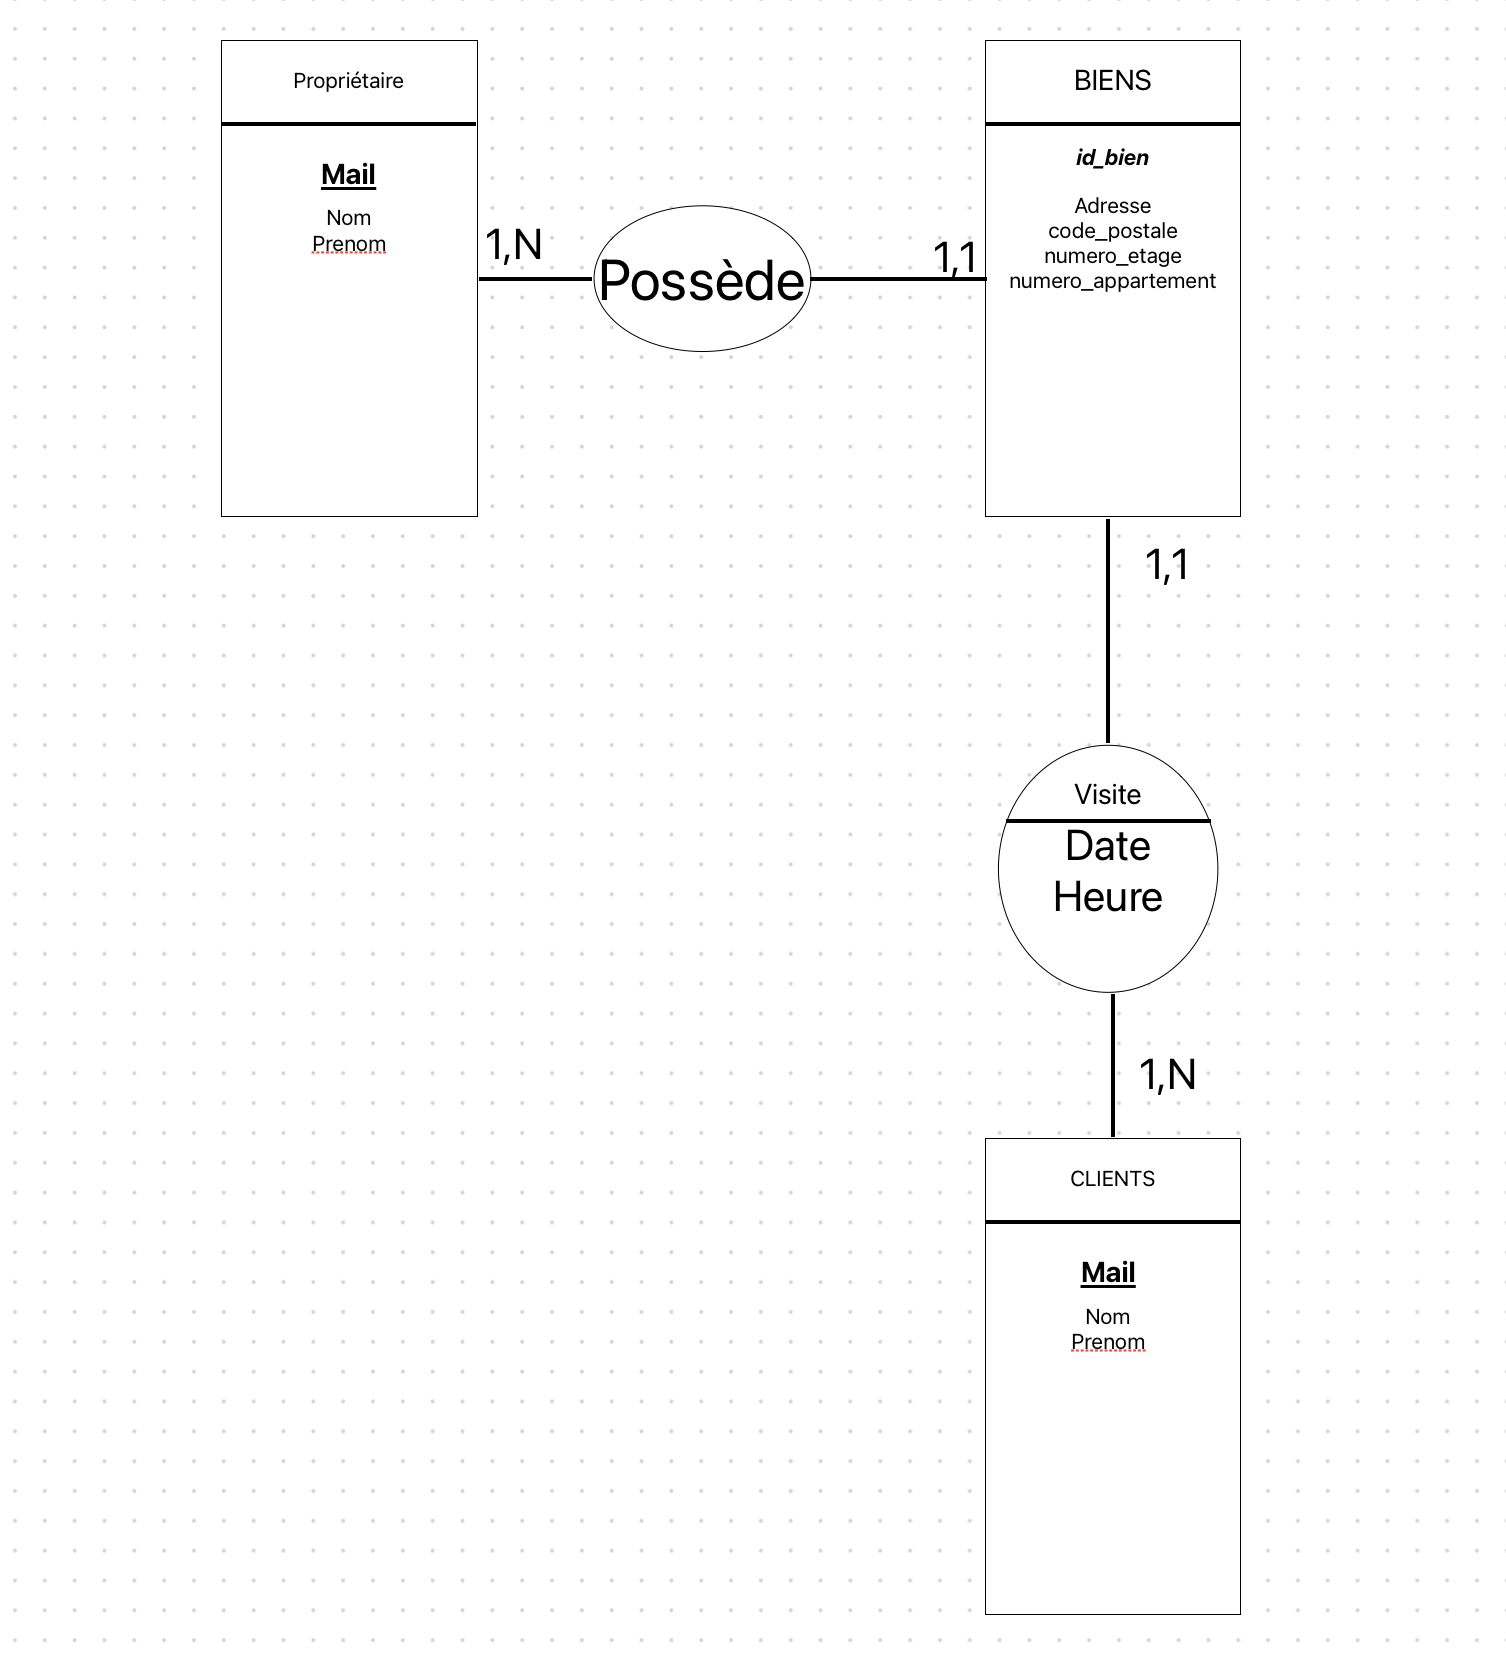 Propriétaire
Mail
Nom
Prenom
1,N
Possède
1,1
BIENS
id_bien
Adresse
code_postale
numero_etage
numero_appartement
1,1
Visite
Date
Heure
1,N
CLIENTS
Mail
Nom
Prenom